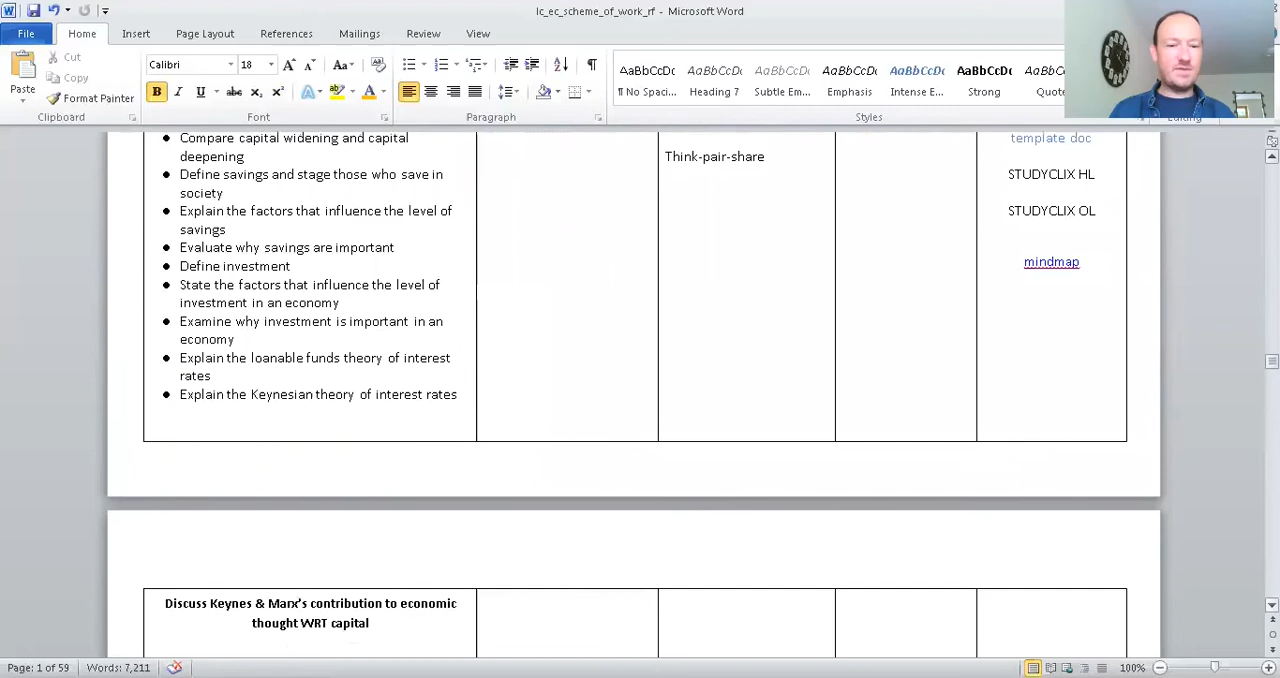 lc_ec_scheme_of_work_rf - Microsoft Word
File Home Insert Page Layout References Mailings Review View
Paste
Cut
Copy
Format Painter
Clipboard
Calibri 18
Font
Paragraph
AaBbCcDc AaBbCcDc AaBbCcDc AaBbCcDc AaBbCcDc AaBbCcDc AaBbCcDc
¶ No Spaci... Heading 7 Subtle Em... Emphasis Intense E... Strong Quote
Styles
Editing
Compare capital widening and capital
deepening
Define savings and stage those who save in
society
Explain the factors that influence the level of
savings
Evaluate why savings are important
Define investment
State the factors that influence the level of
investment in an economy
Examine why investment is important in an
economy
Explain the loanable funds theory of interest
rates
Explain the Keynesian theory of interest rates
Think-pair-share
template doc
STUDYCLIX HL
STUDYCLIX OL
mindmap
Discuss Keynes & Marx's contribution to economic
thought WRT capital
Page: 1 of 59 Words: 7,211 100%